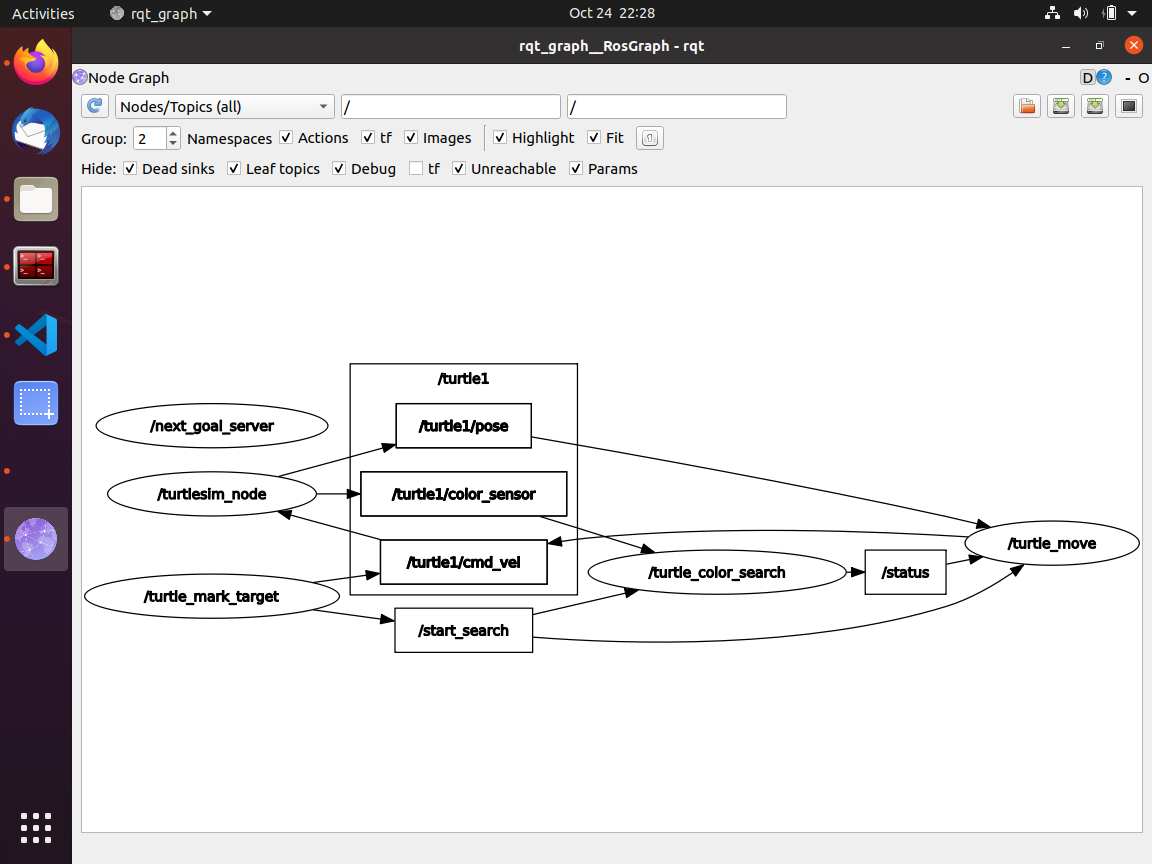 Activities rqt_graph Oct 24 22:28
rqt_graph__RosGraph - rqt
Node Graph D ? - O
Nodes/Topics (all) / /
Group: 2 Namespaces Actions tf Images Highlight Fit
Hide: Dead sinks Leaf topics Debug tf Unreachable Params
/turtle1
/next_goal_server
/turtle1/pose
/turtlesim_node
/turtle1/color_sensor
/turtle_move
/turtle1/cmd_vel
/turtle_color_search
/status
/turtle_mark_target
/start_search